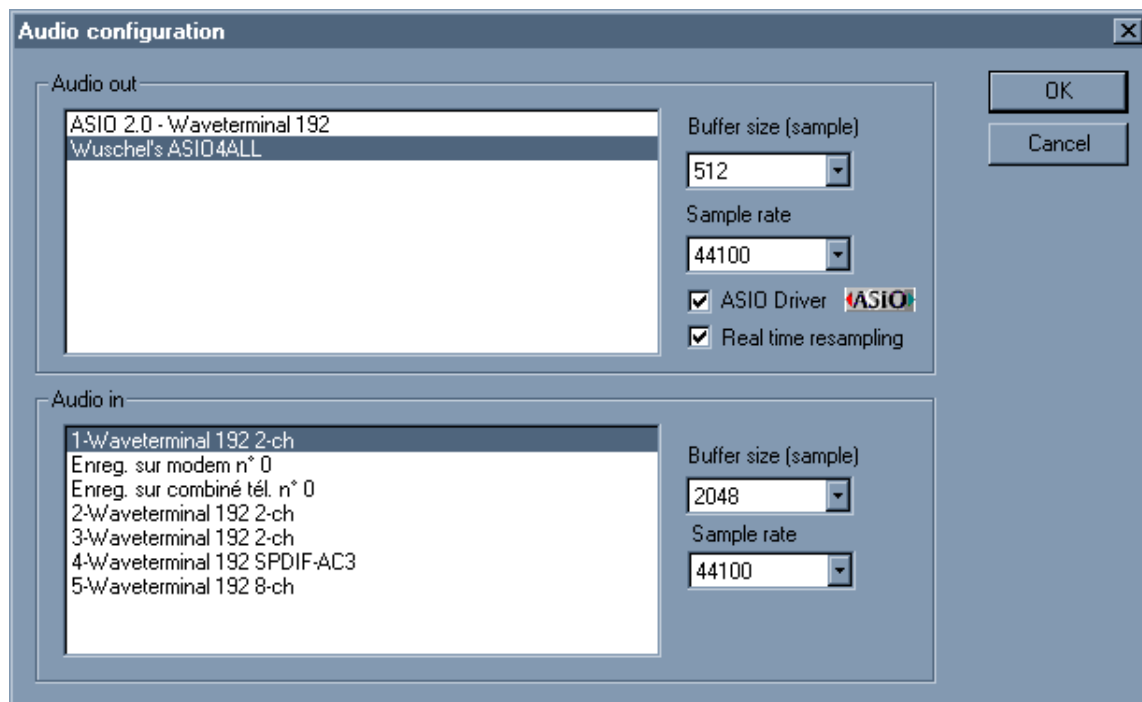 Audio configuration
Audio out
ASIO 2.0 - Waveterminal 192
Wuschel's ASIO4ALL
Buffer size (sample)
512
Sample rate
44100
ASIO Driver ASiO
Real time resampling
OK
Cancel
Audio in
1-Waveterminal 192 2-ch
Enreg. sur modem n° 0
Enreg. sur combiné tél. n° 0
2-Waveterminal 192 2-ch
3-Waveterminal 192 2-ch
4-Waveterminal 192 SPDIF-AC3
5-Waveterminal 192 8-ch
Buffer size (sample)
2048
Sample rate
44100